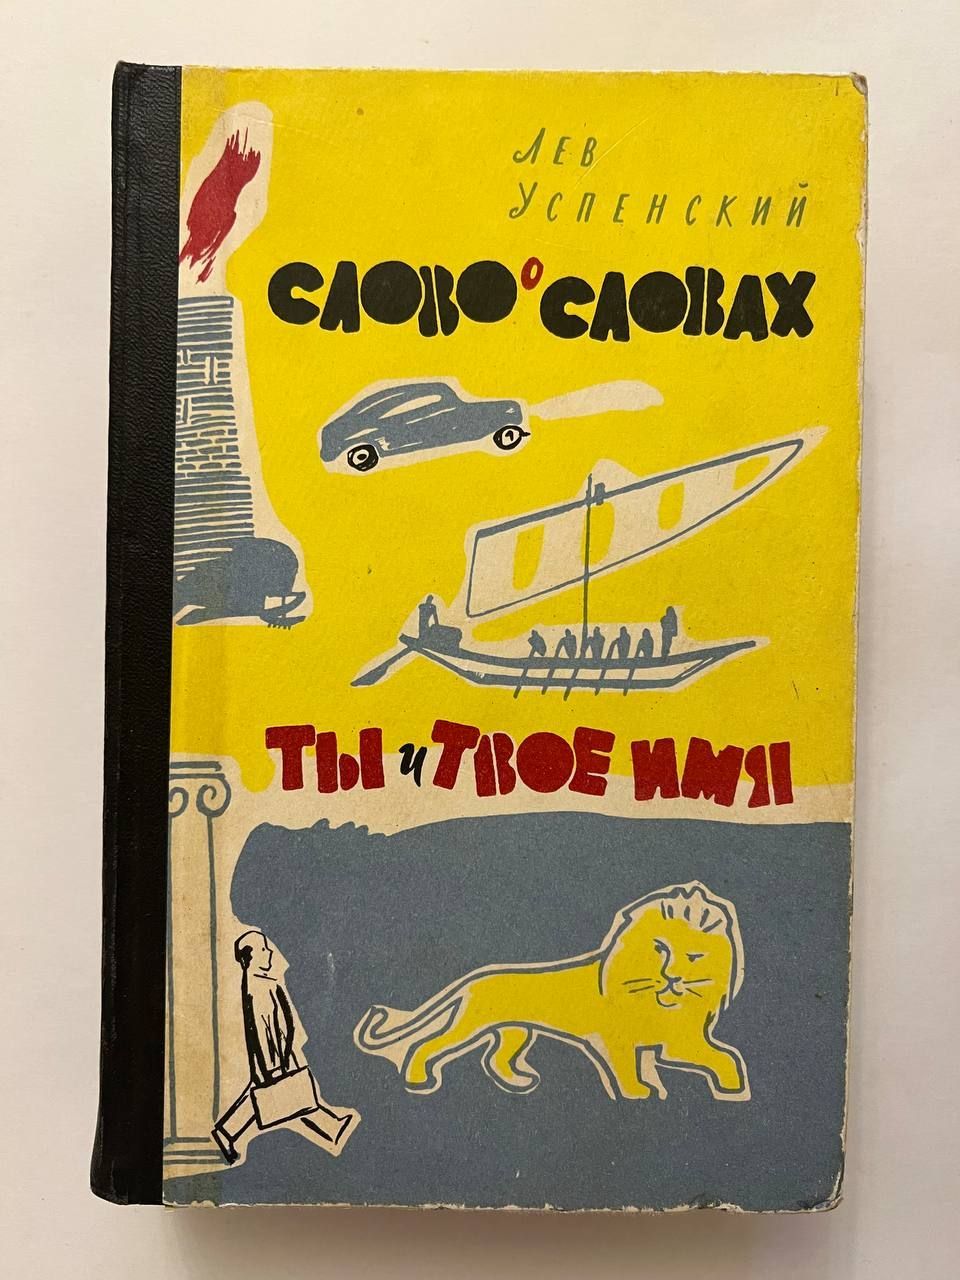 Лев
Успенский
СЛОВО о СЛОВАХ
ТЫ и ТВОЕ ИМЯ